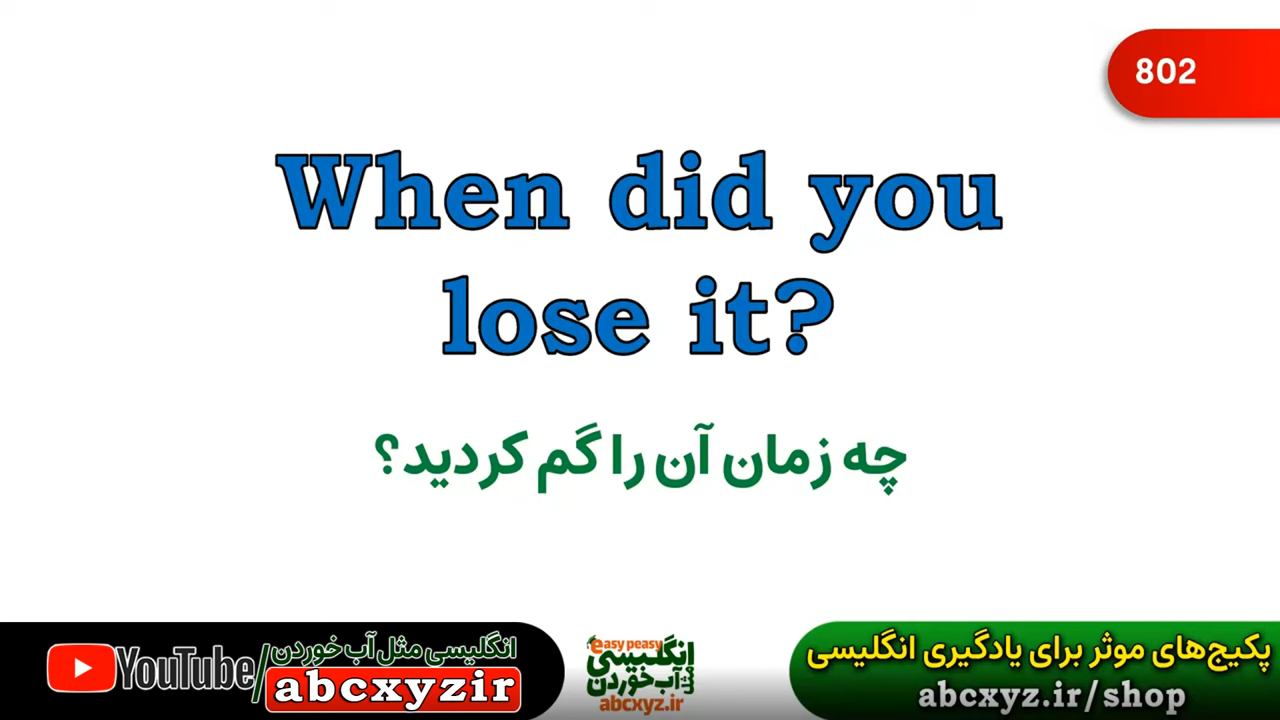 802
When did you
lose it?
چه زمان آن را گم کردید؟
YouTube/
انگلیسی مثل آب خوردن
abcxyzir
easy peasy
انگلیسی
مثل آب خوردن
abcxyz.ir
پکیج‌های موثر برای یادگیری انگلیسی
abcxyz.ir/shop